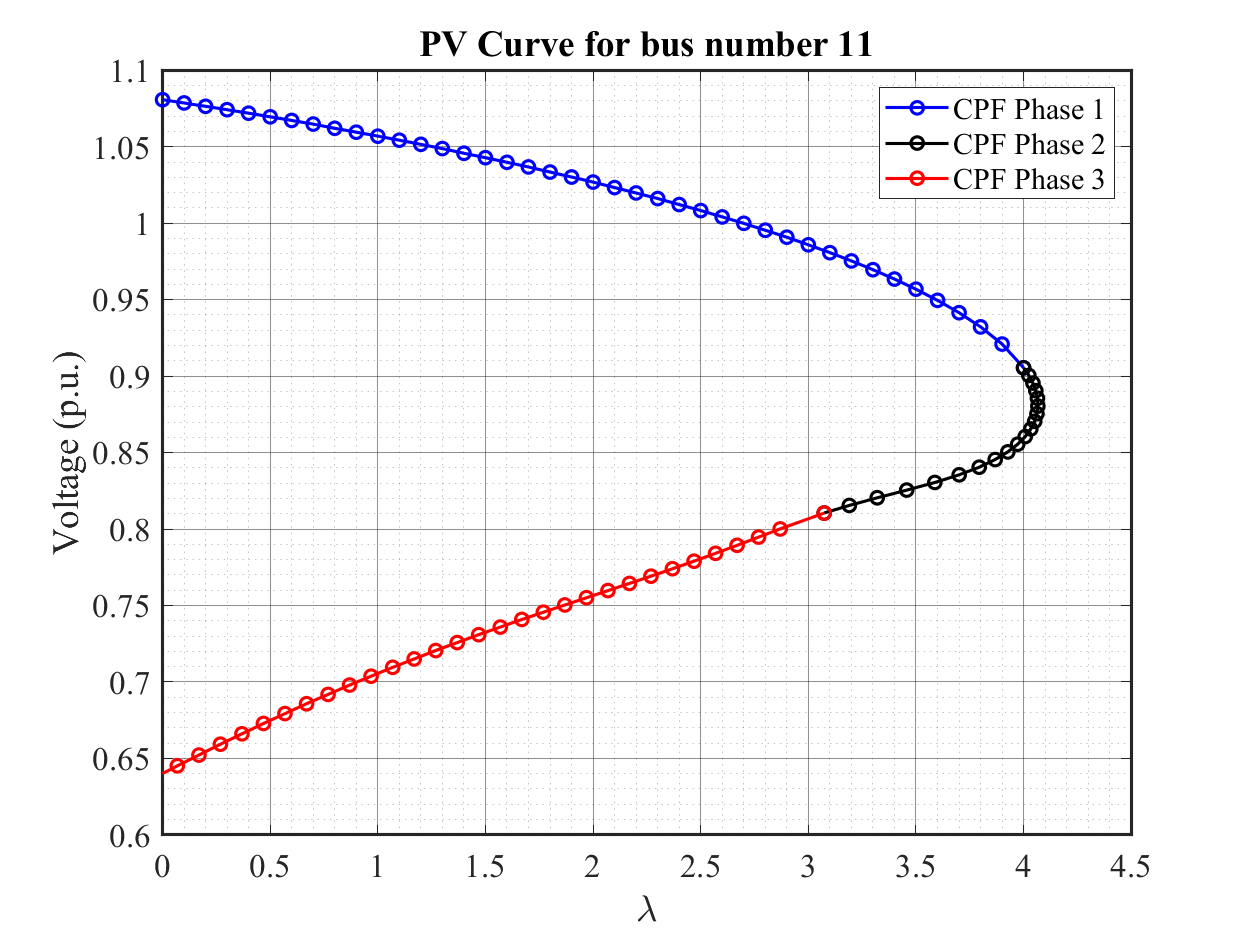 PV Curve for bus number 11
1.1
1.05
1
0.95
0.9
0.85
0.8
0.75
0.7
0.65
0.6
Voltage (p.u.)
CPF Phase 1
CPF Phase 2
CPF Phase 3
0 0.5 1 1.5 2 2.5 3 3.5 4 4.5
λ